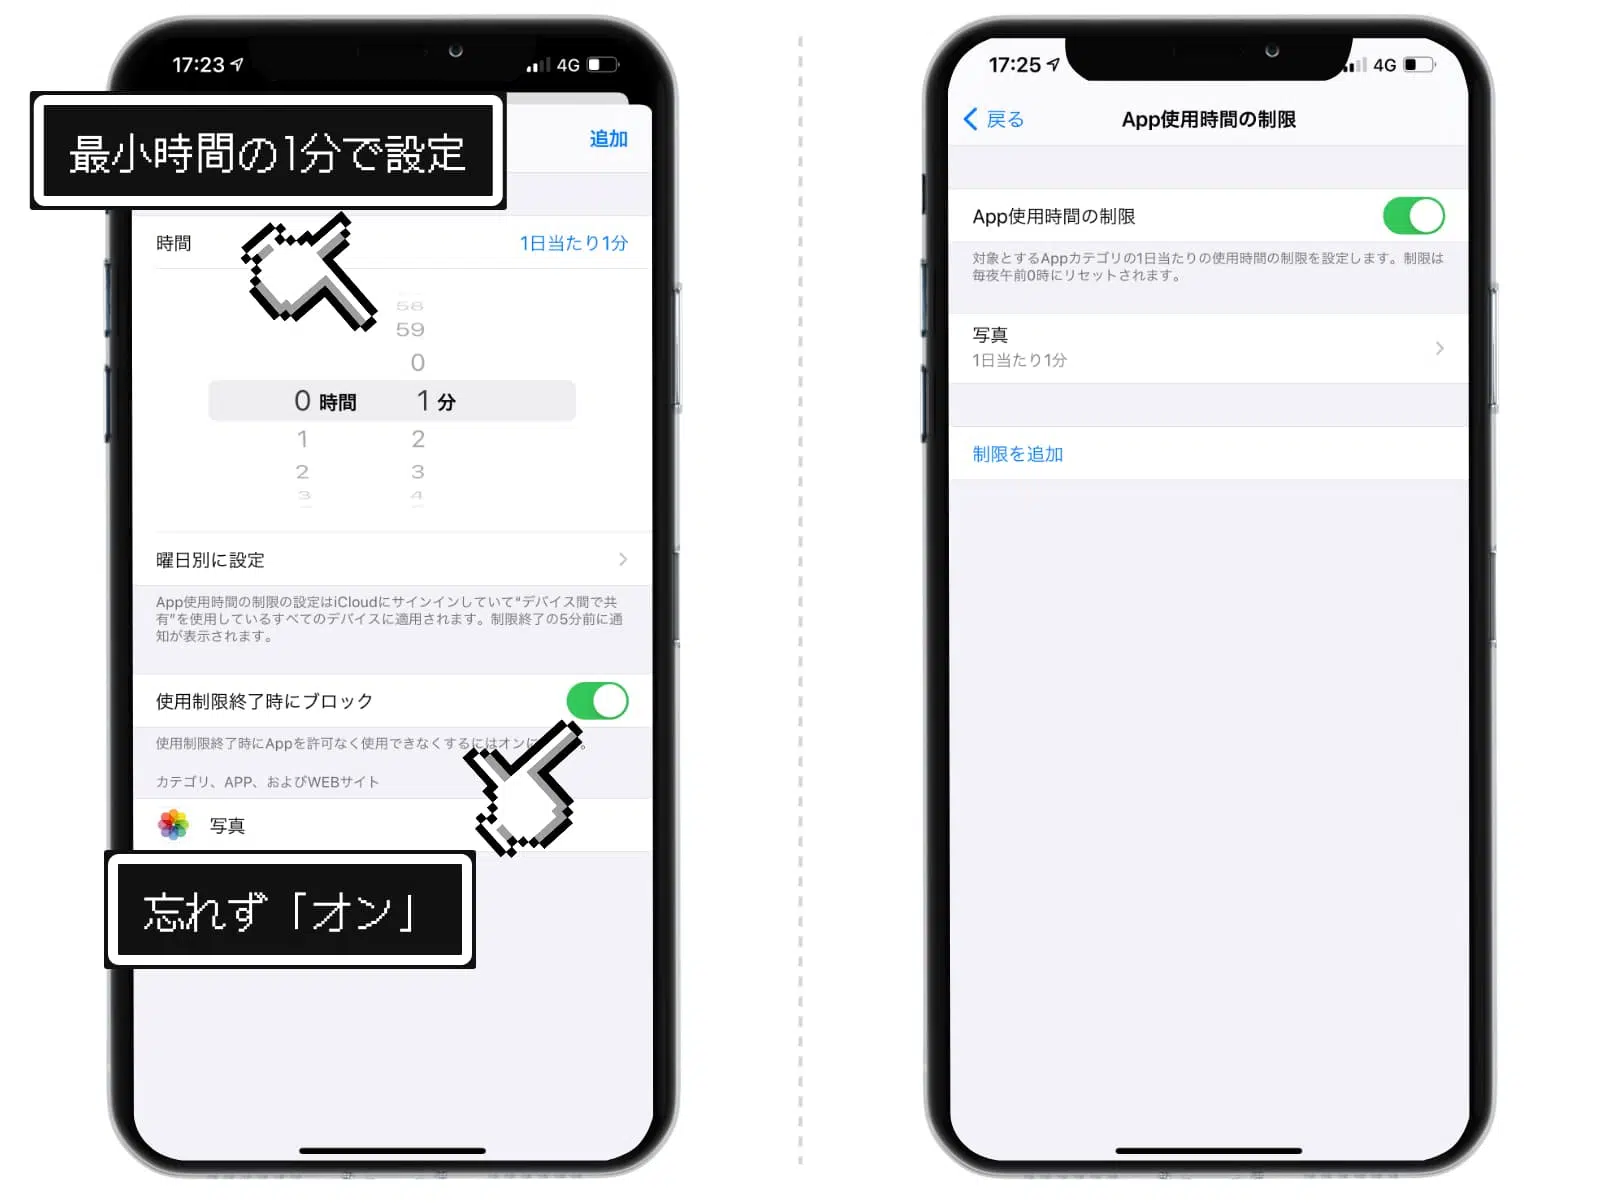 17:23
4G
最小時間の1分で設定
追加
時間
1日当たり1分
58
59
0
0 時間 1 分
1 2
2 3
3 4
曜日別に設定
App使用時間の制限の設定はiCloudにサインインしていて“デバイス間で共
有”を使用しているすべてのデバイスに適用されます。制限終了の5分前に通
知が表示されます。
使用制限終了時にブロック
使用制限終了時にAppを許可なく使用できなくするにはオンに
カテゴリ、APP、およびWEBサイト
写真
忘れず「オン」
17:25
4G
戻る
App使用時間の制限
App使用時間の制限
対象とするAppカテゴリの1日当たりの使用時間の制限を設定します。制限は
毎夜午前0時にリセットされます。
写真
1日当たり1分
制限を追加